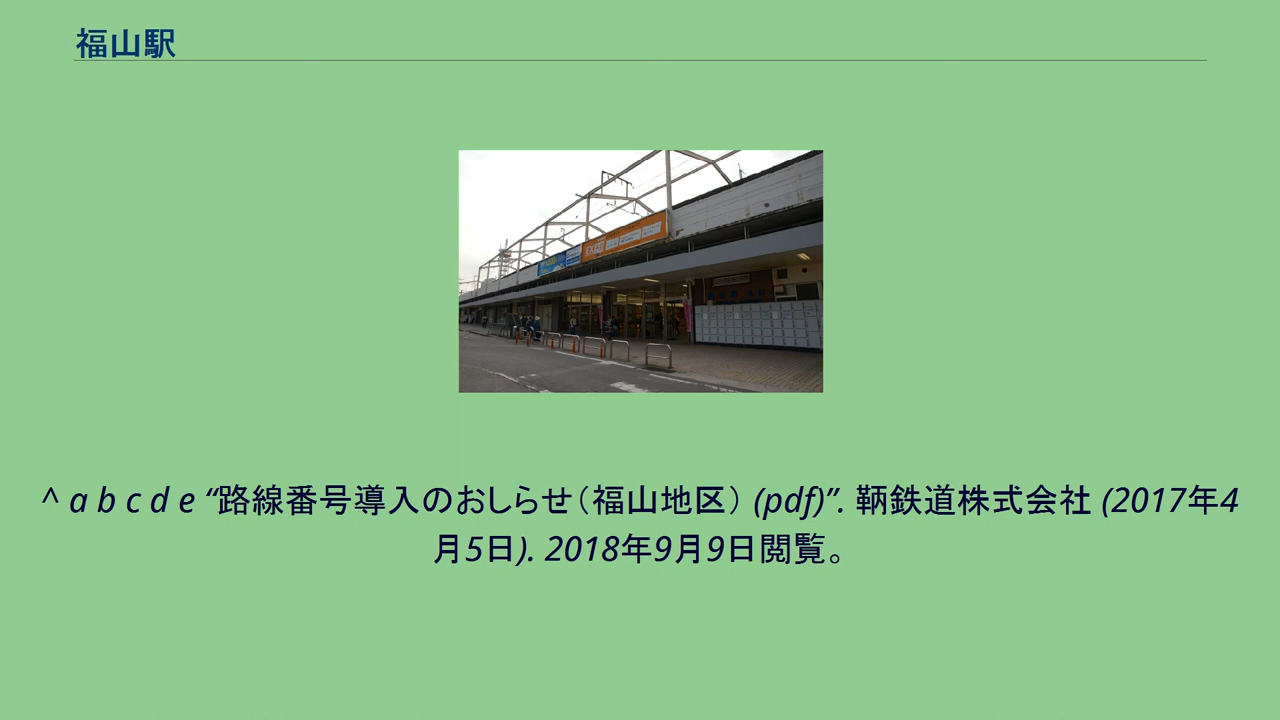 福山駅
^ a b c d e “路線番号導入のおしらせ（福山地区） (pdf)”. 鞆鉄道株式会社 (2017年4
月5日). 2018年9月9日閲覧。